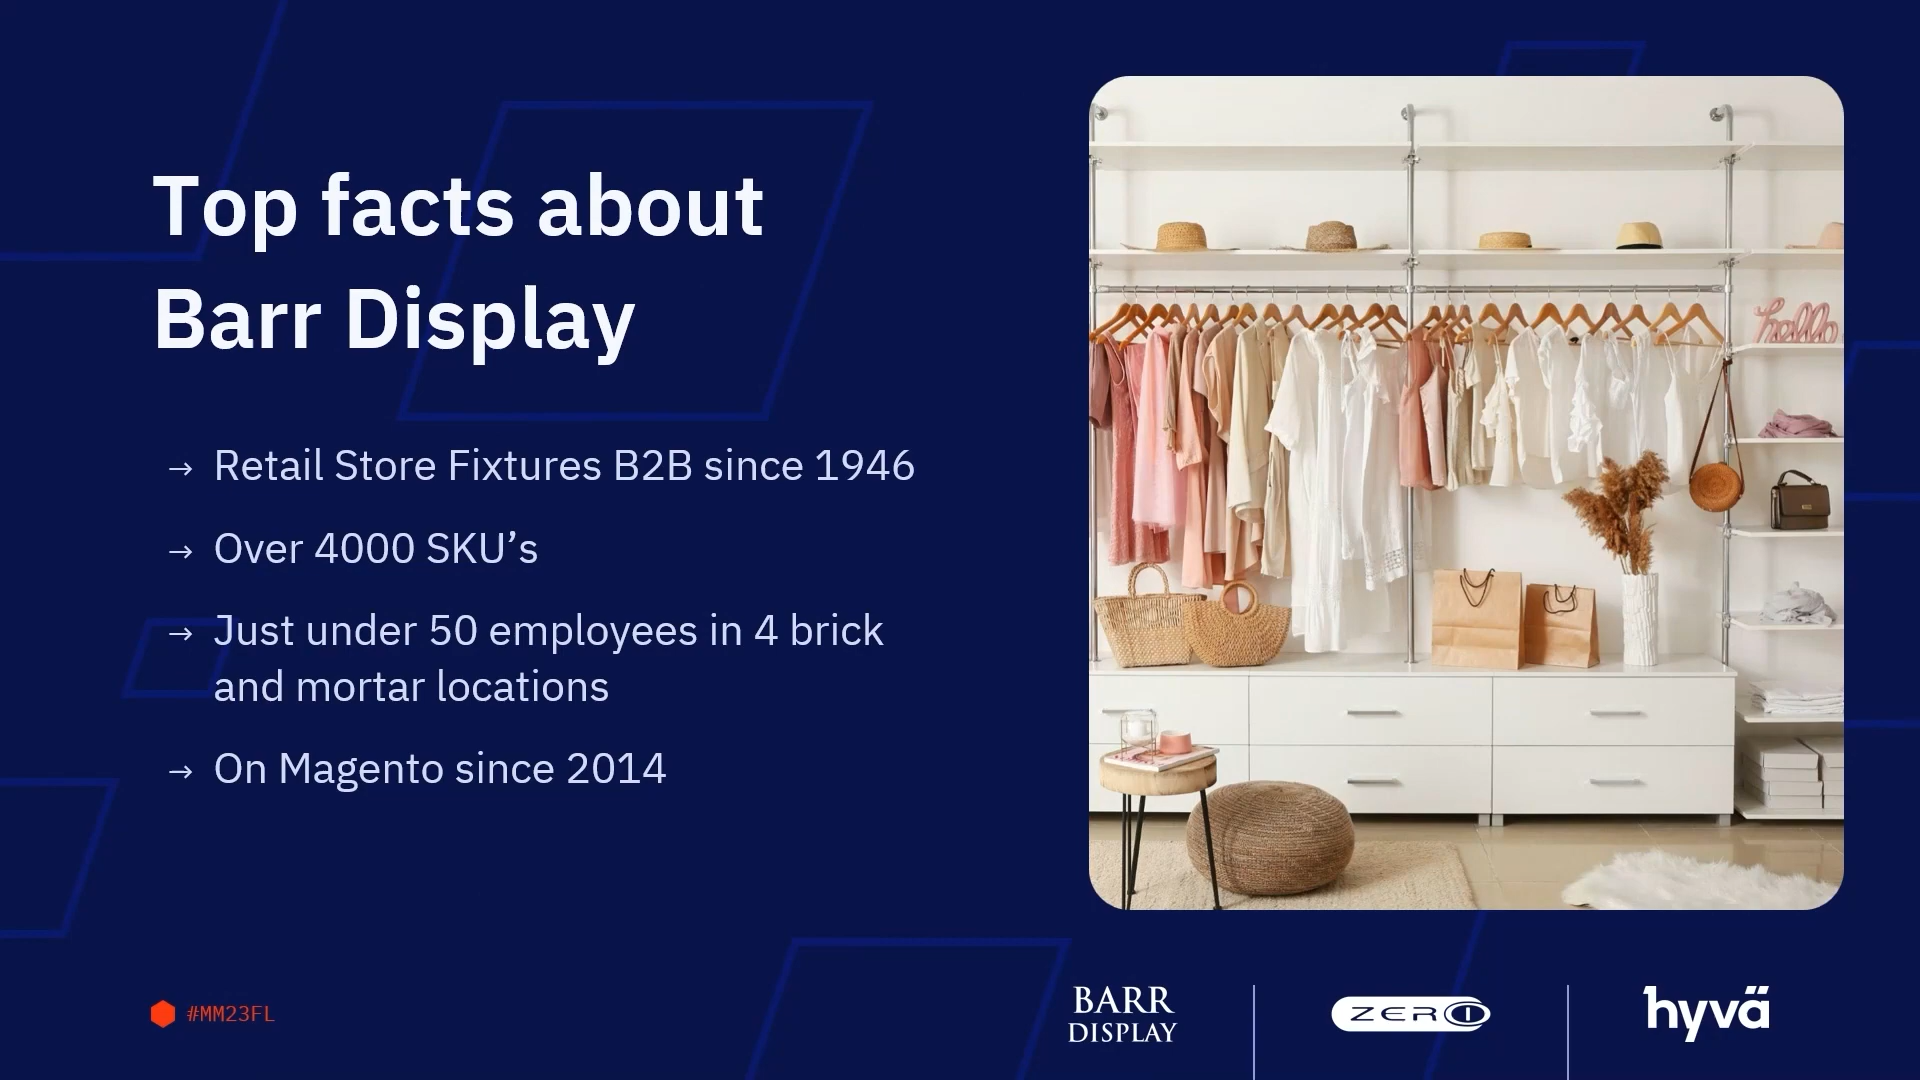 Top facts about
Barr Display
→ Retail Store Fixtures B2B since 1946
→ Over 4000 SKU’s
→ Just under 50 employees in 4 brick
and mortar locations
→ On Magento since 2014
hello
#MM23FL
BARR
DISPLAY
ZERO1
hyvä